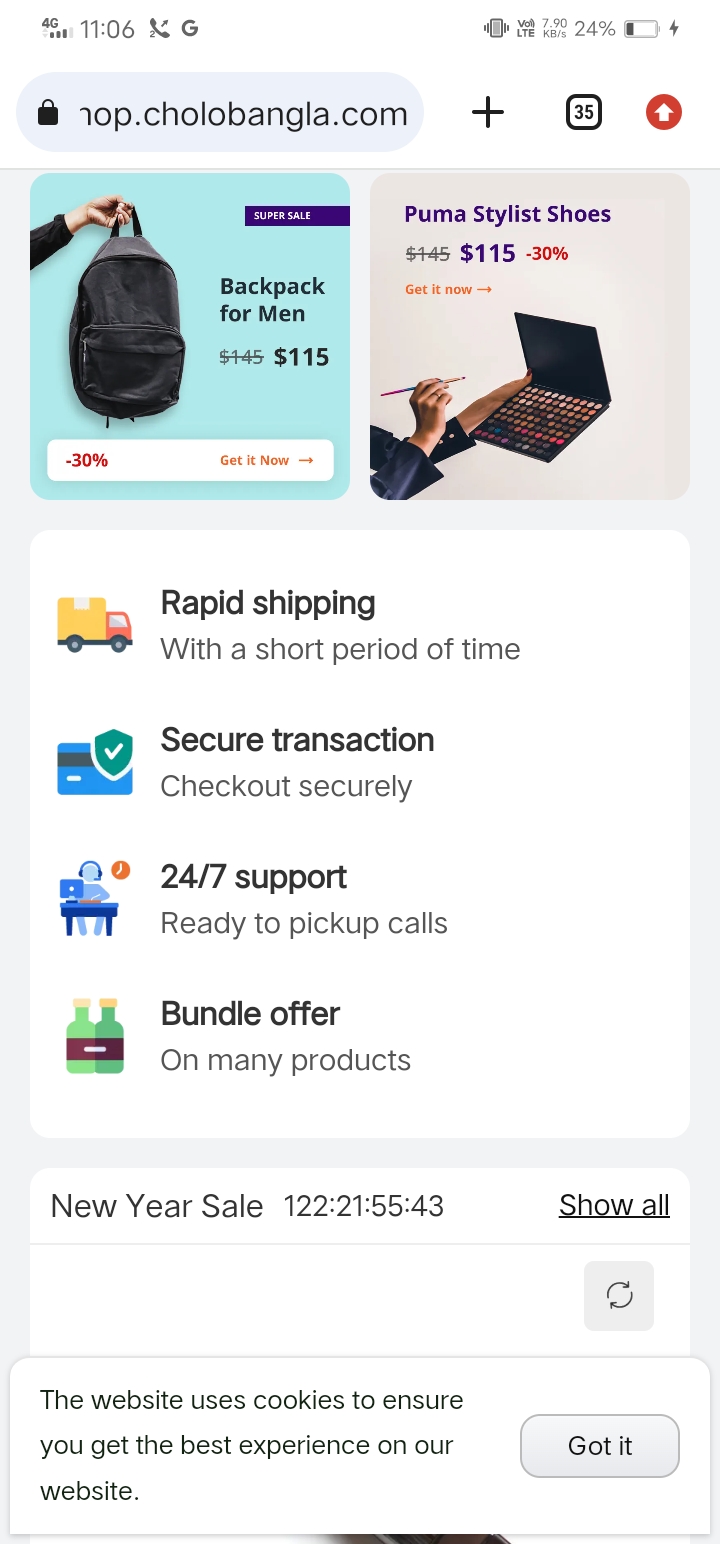 4G 11:06 2 G Vo) LTE 7.90 KB/s 24%
nop.cholobangla.com 35
SUPER SALE
Backpack
for Men
$145 $115
-30% Get it Now →
Puma Stylist Shoes
$145 $115 -30%
Get it now →
Rapid shipping
With a short period of time
Secure transaction
Checkout securely
24/7 support
Ready to pickup calls
Bundle offer
On many products
New Year Sale 122:21:55:43 Show all
The website uses cookies to ensure
you get the best experience on our
website.
Got it